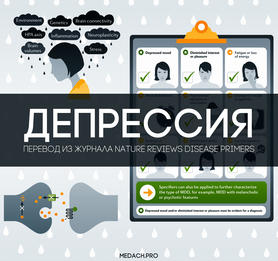 Environment
Genetics
Brain connectivity
HPA axis
Inflammation
Neuroplasticity
Brain volumes
Stress
Depressed mood
Diminished interest or pleasure
Fatigue or loss of energy
ДЕПРЕССИЯ
ПЕРЕВОД ИЗ ЖУРНАЛА NATURE REVIEWS DISEASE PRIMERS
Specifiers can also be applied to further characterize
the type of MDD, for example, MDD with melancholic
or psychotic features
Depressed mood and/or diminished interest or pleasure must be evident for a diagnosis
MEDACH.PRO